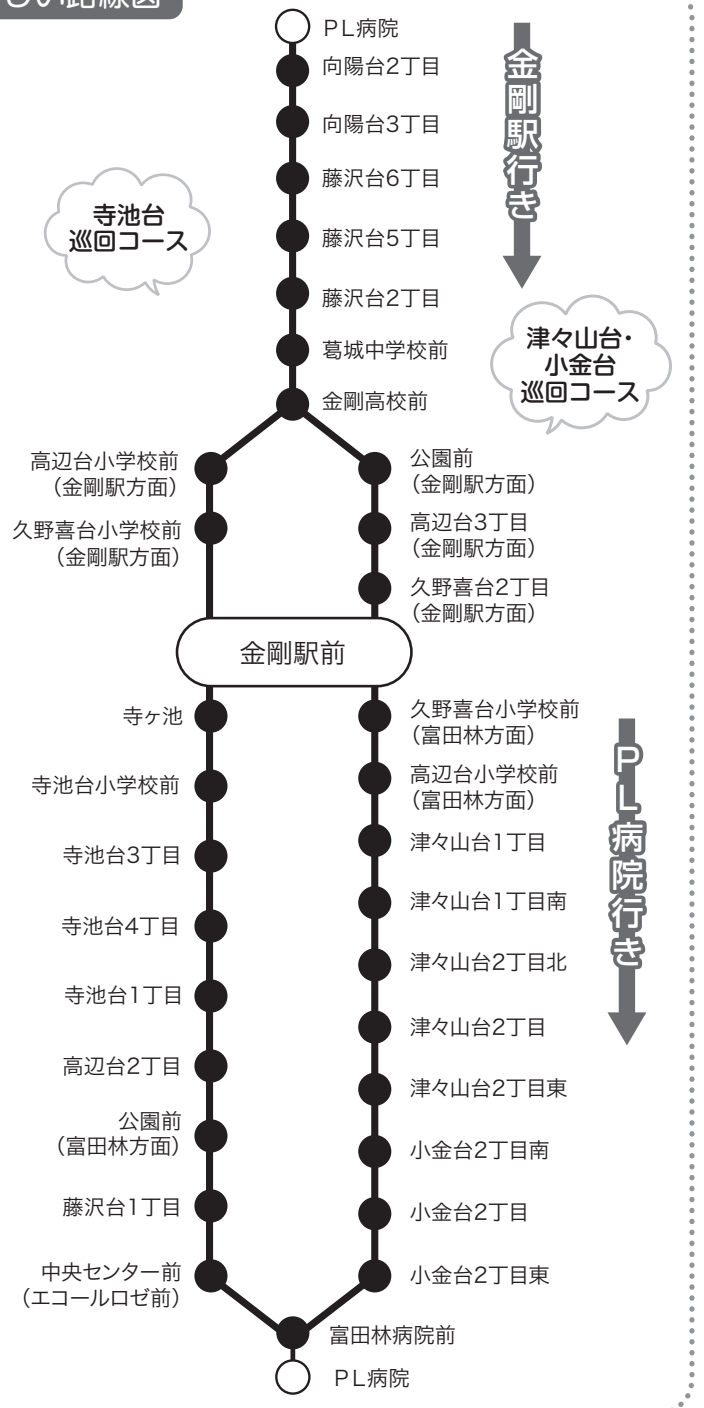 しい路線図
PL病院
向陽台2丁目
向陽台3丁目
藤沢台6丁目
藤沢台5丁目
藤沢台2丁目
葛城中学校前
金剛高校前
金剛駅行き
寺池台
巡回コース
津々山台・
小金台
巡回コース
高辺台小学校前
（金剛駅方面）
久野喜台小学校前
（金剛駅方面）
公園前
（金剛駅方面）
高辺台3丁目
（金剛駅方面）
久野喜台2丁目
（金剛駅方面）
金剛駅前
寺ヶ池
寺池台小学校前
寺池台3丁目
寺池台4丁目
寺池台1丁目
高辺台2丁目
公園前
（富田林方面）
藤沢台1丁目
中央センター前
（エコールロゼ前）
久野喜台小学校前
（富田林方面）
高辺台小学校前
（富田林方面）
津々山台1丁目
津々山台1丁目南
津々山台2丁目北
津々山台2丁目
津々山台2丁目東
小金台2丁目南
小金台2丁目
小金台2丁目東
PL病院行き
富田林病院前
PL病院